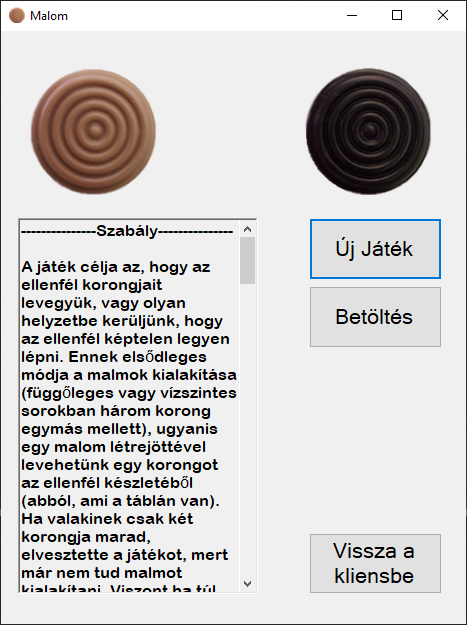 Malom
---------------Szabály---------------
A játék célja az, hogy az
ellenfél korongjait
levegyük, vagy olyan
helyzetbe kerüljünk, hogy
az ellenfél képtelen legyen
lépni. Ennek elsődleges
módja a malmok kialakítása
(függőleges vagy vízszintes
sorokban három korong
egymás mellett), ugyanis
egy malom létrejöttével
levehetünk egy korongot
az ellenfél készletéből
(abból, ami a táblán van).
Ha valakinek csak két
korongja marad,
elvesztette a játékot, mert
már nem tud malmot
kialakítani. Viszont ha túl
Új Játék
Betöltés
Vissza a
kliensbe